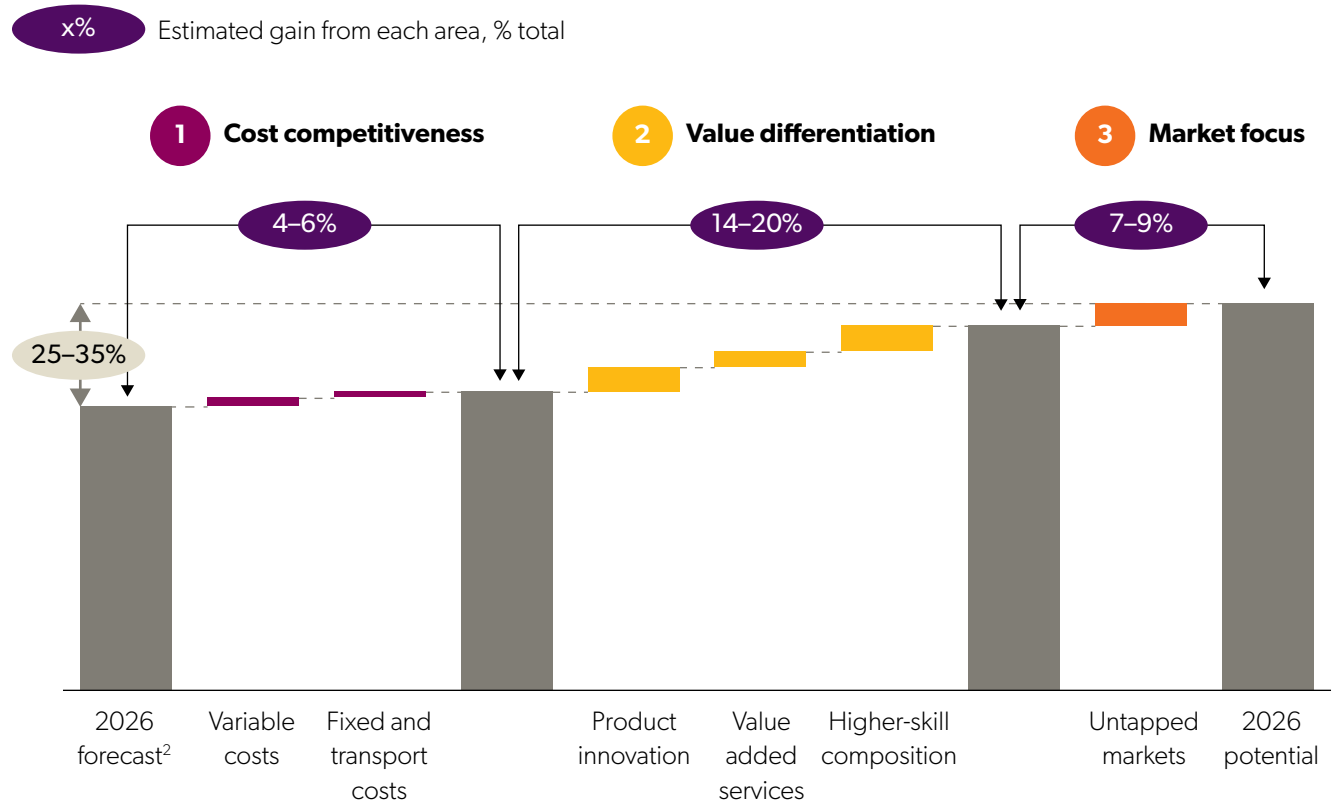 x%
Estimated gain from each area, % total
1 Cost competitiveness
2 Value differentiation
3 Market focus
4–6%
14–20%
7–9%
25–35%
2026
forecast²
Variable
costs
Fixed and
transport
costs
Product
innovation
Value
added
services
Higher-skill
composition
Untapped
markets
2026
potential